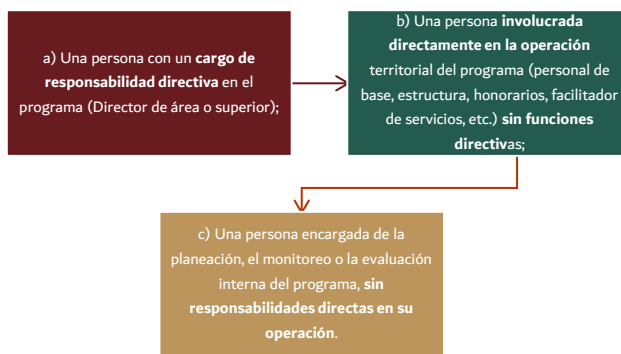 a) Una persona con un cargo de
responsabilidad directiva en el
programa (Director de área o superior);
b) Una persona involucrada
directamente en la operación
territorial del programa (personal de
base, estructura, honorarios, facilitador
de servicios, etc.) sin funciones
directivas;
c) Una persona encargada de la
planeación, el monitoreo o la evaluación
interna del programa, sin
responsabilidades directas en su
operación.